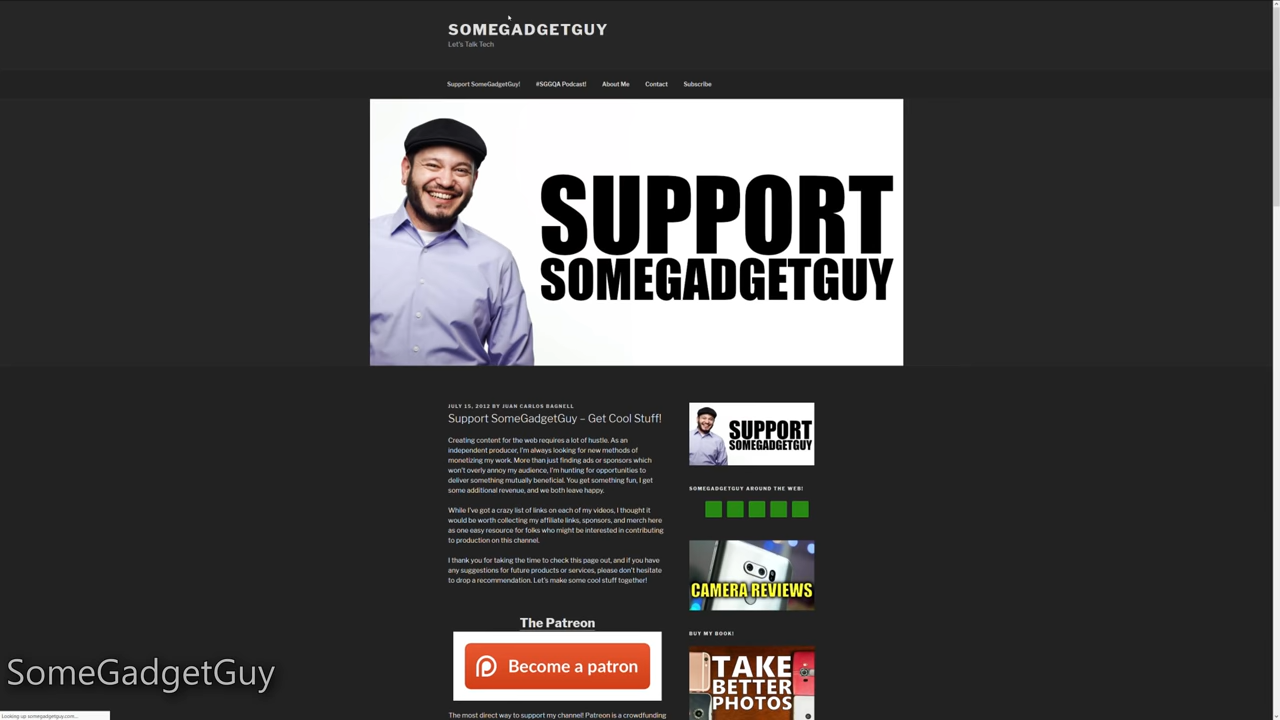 SOMEGADGETGUY
Let's Talk Tech
Support SomeGadgetGuy!
#SGGQA Podcast!
About Me
Contact
Subscribe
SUPPORT
SOMEGADGETGUY
JULY 15, 2012 BY JUAN CARLOS BAGNELL
Support SomeGadgetGuy – Get Cool Stuff!
Creating content for the web requires a lot of hustle. As an
independent producer, I'm always looking for new methods of
monetizing my work. More than just finding ads or sponsors which
won't overly annoy my audience, I'm hunting for opportunities to
deliver something mutually beneficial. You get something fun, I get
some additional revenue, and we both leave happy.
While I've got a crazy list of links on each of my videos, I thought it
would be worth collecting my affiliate links, sponsors, and merch here
as one easy resource for folks who might be interested in contributing
to production on this channel.
I thank you for taking the time to check this page out, and if you have
any suggestions for future products or services, please don't hesitate
to drop a recommendation. Let's make some cool stuff together!
The Patreon
Become a patron
The most direct way to support my channel! Patreon is a crowdfunding
SUPPORT
SOMEGADGETGUY
SOMEGADGETGUY AROUND THE WEB!
CAMERA REVIEWS
BUY MY BOOK!
TAKE
BETTER
PHOTOS
SomeGadgetGuy
Looking up somegadgetguy.com...